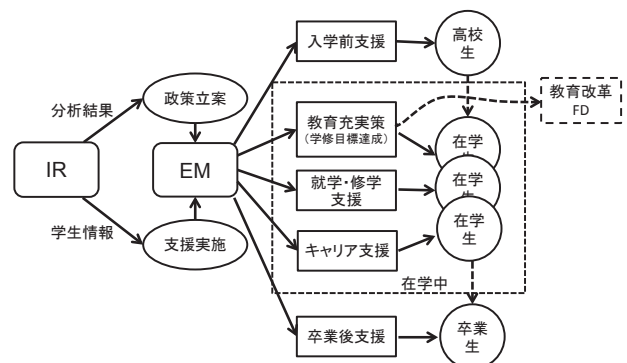 入学前支援
高校
生
分析結果
政策立案
教育改革
FD
教育充実策
(学修目標達成)
在学
生
IR
EM
就学・修学
支援
在学
生
学生情報
支援実施
キャリア支援
在学
生
在学中
卒業後支援
卒業
生